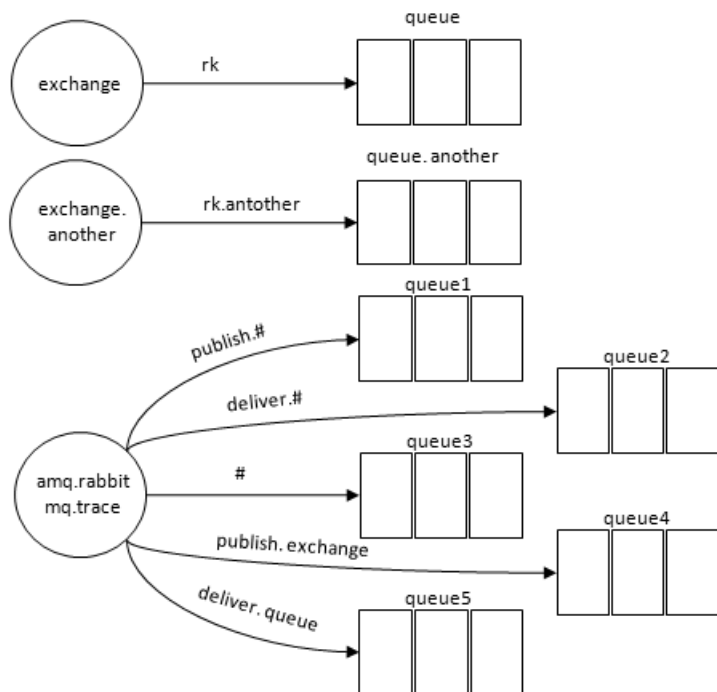 queue
exchange
rk
queue.another
exchange.
another
rk.antother
queue1
publish.#
queue2
deliver.#
queue3
amq.rabbit
mq.trace
#
queue4
publish.exchange
deliver.queue
queue5